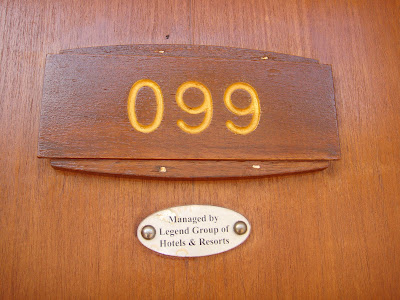 099
Managed by
Legend Group of
Hotels & Resorts